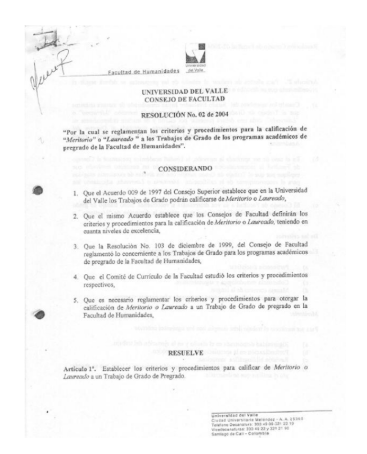 Universidad
del Valle
Facultad de Humanidades
UNIVERSIDAD DEL VALLE
CONSEJO DE FACULTAD
RESOLUCIÓN No. 02 de 2004
"Por la cual se reglamentan los criterios y procedimientos para la calificación de
"Meritorio" o "Laureado " a los Trabajos de Grado de los programas académicos de
pregrado de la Facultad de Humanidades".
CONSIDERANDO
1. Que el Acuerdo 009 de 1997 del Consejo Superior establece que en la Universidad
del Valle los Trabajos de Grado podrán calificarse de Meritorio o Laureado,
2. Que el mismo Acuerdo establece que los Consejos de Facultad definirán los
criterios y procedimientos para la calificación de Meritorio o Laureado, teniendo en
cuenta niveles de excelencia,
3. Que la Resolución No. 103 de diciembre de 1999, del Consejo de Facultad
reglamentó lo concerniente a los Trabajos de Grado para los programas académicos
de pregrado de la Facultad de Humanidades,
4. Que el Comité de Currículo de la Facultad estudió los criterios y procedimientos
respectivos,
5. Que es necesario reglamentar los criterios y procedimientos para otorgar la
calificación de Meritorio o Laureado a un Trabajo de Grado de pregrado en la
Facultad de Humanidades,
RESUELVE
Artículo 1º. Establecer los criterios y procedimientos para calificar de Meritorio o
Laureado a un Trabajo de Grado de Pregrado.
Universidad del Valle
Ciudad Universitaria Meléndez - A. A. 25360
Santiago de Cali - Colombia